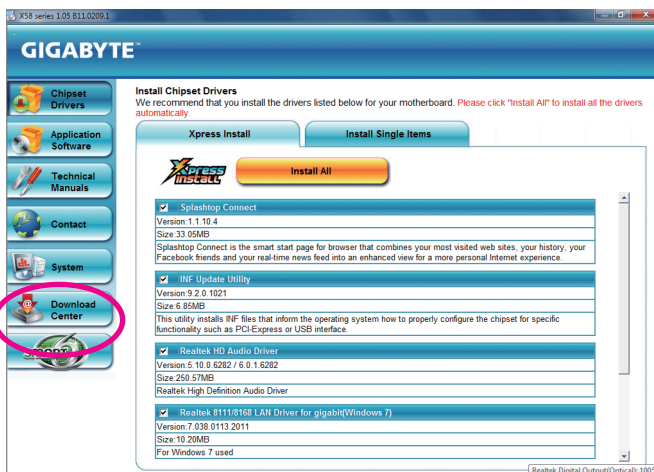 X58 series 1.05 B11.0209.1
GIGABYTE™
Chipset
Drivers
Application
Software
Technical
Manuals
Contact
System
Download
Center
SMART 6
Install Chipset Drivers
We recommend that you install the drivers listed below for your motherboard. Please click "Install All" to install all the drivers
automatically.
Xpress Install
Install Single Items
Xpress
Install
Install All
Splashtop Connect
Version:1.1.10.4
Size:33.05MB
Splashtop Connect is the smart start page for browser that combines your most visited web sites, your history, your
Facebook friends and your real-time news feed into an enhanced view for a more personal Internet experience.
INF Update Utility
Version:9.2.0.1021
Size:6.85MB
This utility installs INF files that inform the operating system how to properly configure the chipset for specific
functionality such as PCI-Express or USB interface.
Realtek HD Audio Driver
Version:5.10.0.6282 / 6.0.1.6282
Size:250.57MB
Realtek High Definition Audio Driver
Realtek 8111/8168 LAN Driver for gigabit(Windows 7)
Version:7.038.0113.2011
Size:10.20MB
For Windows 7 used
Realtek Digital Output(Optical): 100%